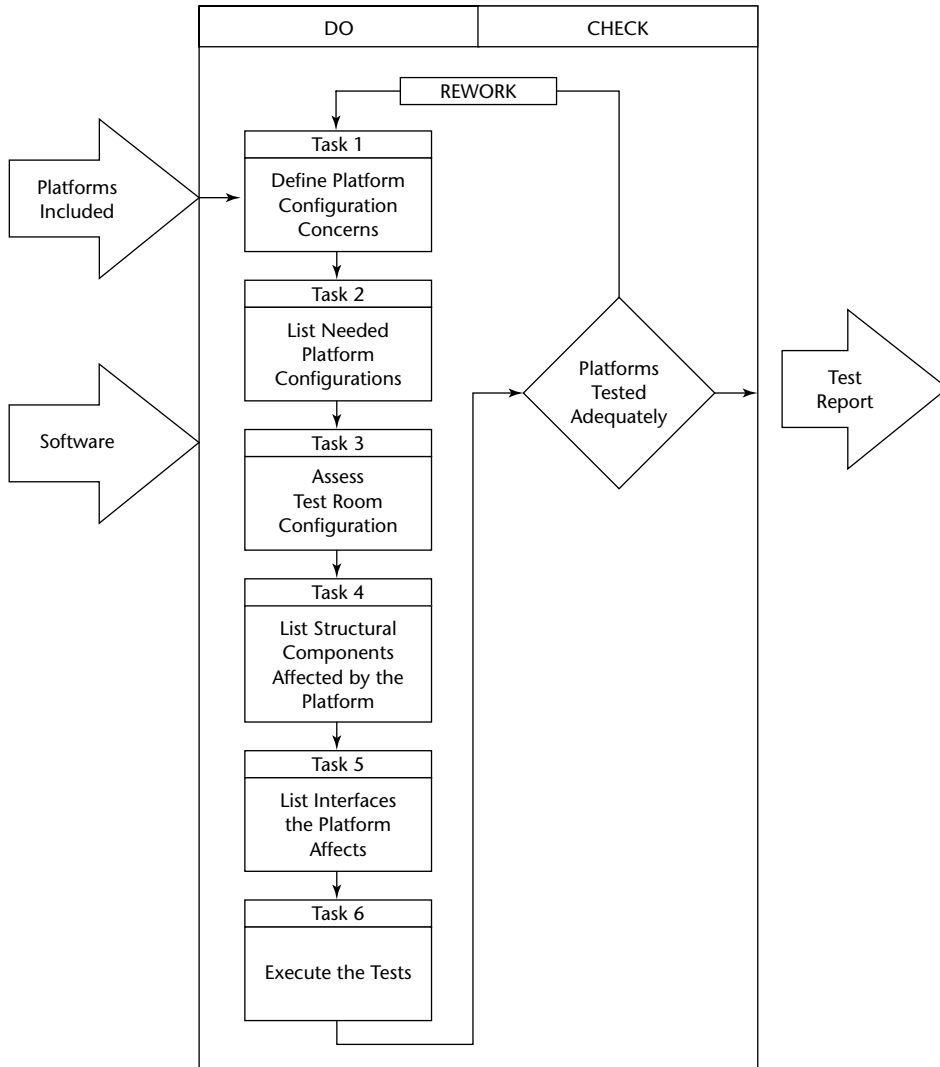 DO
CHECK
REWORK
Platforms
Included
Software
Task 1
Define Platform
Configuration
Concerns
Task 2
List Needed
Platform
Configurations
Task 3
Assess
Test Room
Configuration
Task 4
List Structural
Components
Affected by the
Platform
Task 5
List Interfaces
the Platform
Affects
Task 6
Execute the Tests
Platforms
Tested
Adequately
Test
Report